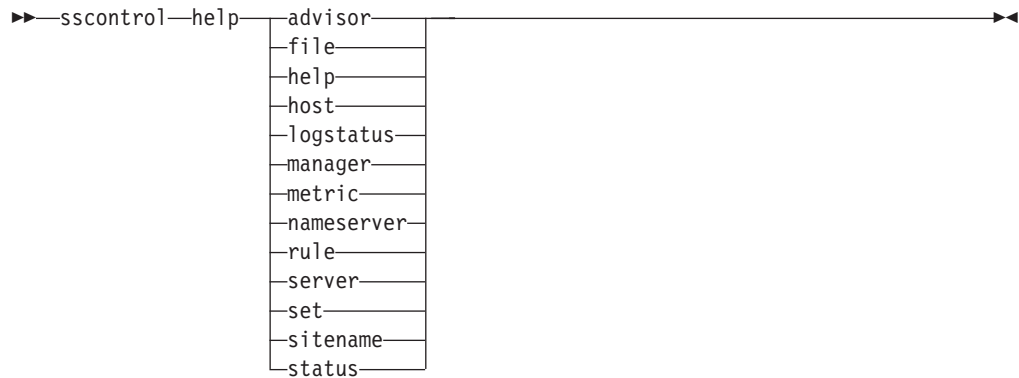 sscontrol help advisor
file
help
host
logstatus
manager
metric
nameserver
rule
server
set
sitename
status